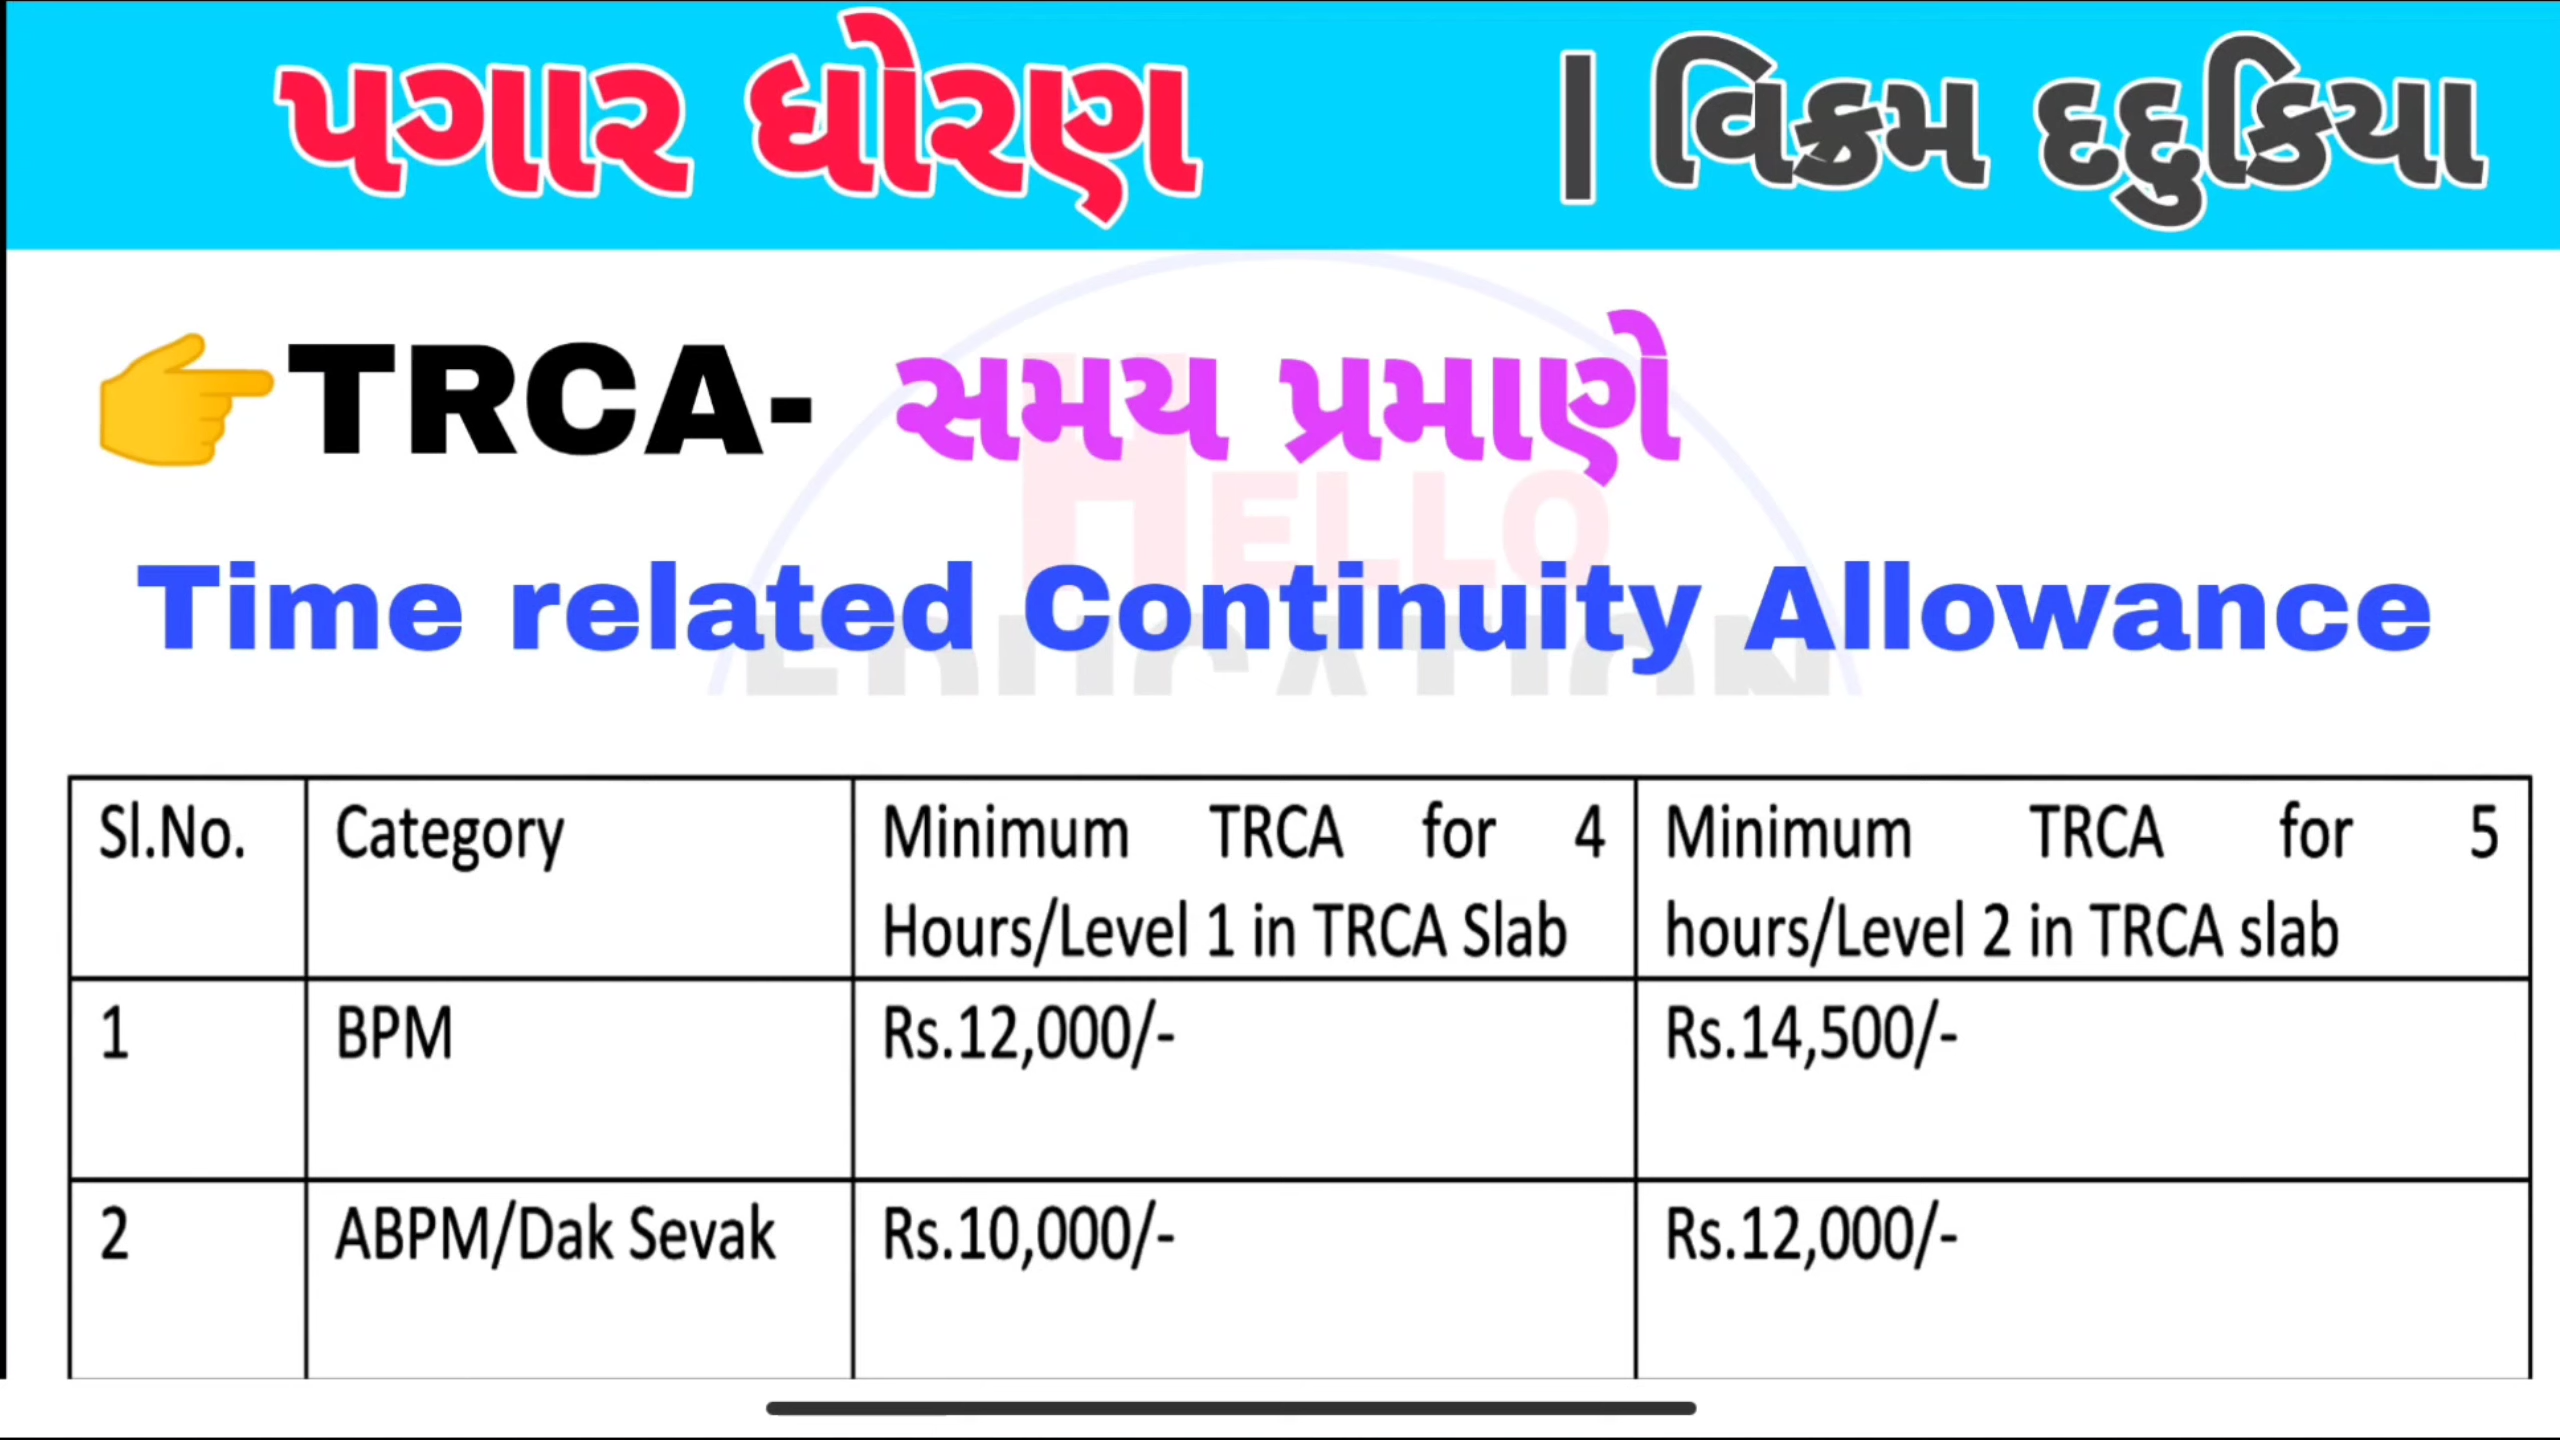 પગાર ધોરણ | વિક્રમ દદુકિયા
👉TRCA- સમય પ્રમાણે
Time related Continuity Allowance
HELLO
EDUCATION
Sl.No. Category Minimum TRCA for 4 Hours/Level 1 in TRCA Slab Minimum TRCA for 5 hours/Level 2 in TRCA slab
1 BPM Rs.12,000/- Rs.14,500/-
2 ABPM/Dak Sevak Rs.10,000/- Rs.12,000/-